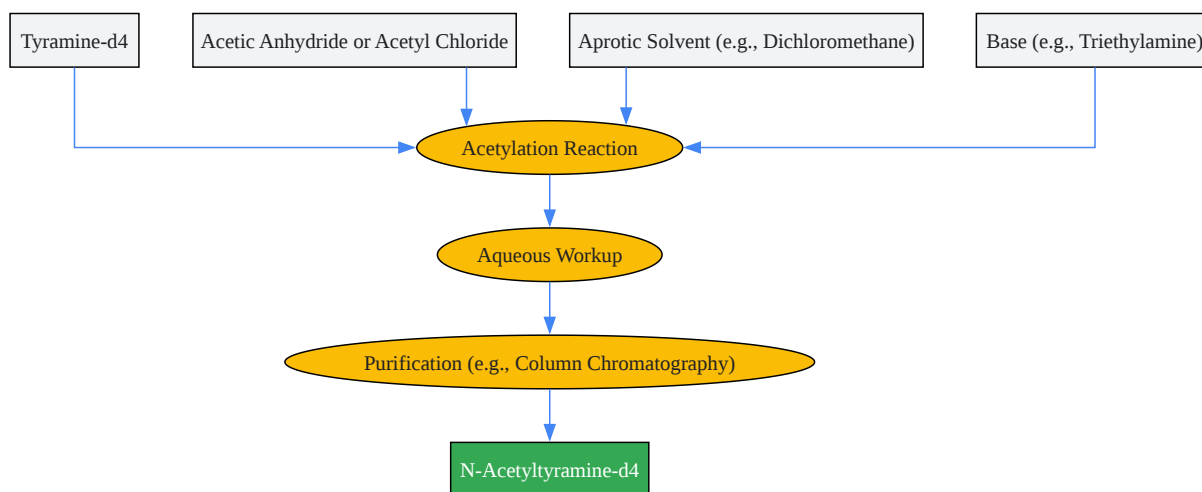 Tyramine-d4
Acetic Anhydride or Acetyl Chloride
Aprotic Solvent (e.g., Dichloromethane)
Base (e.g., Triethylamine)
Acetylation Reaction
Aqueous Workup
Purification (e.g., Column Chromatography)
N-Acetyltyramine-d4